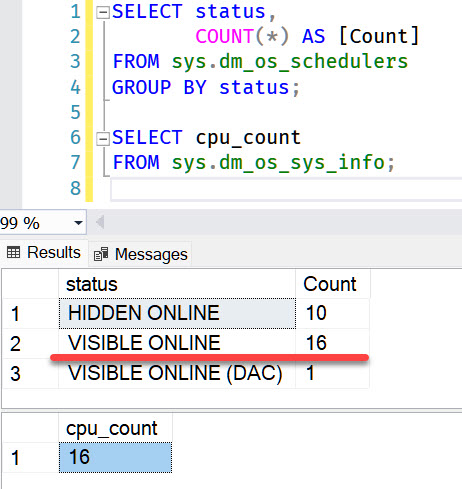 1 SELECT status,
2 COUNT(*) AS [Count]
3 FROM sys.dm_os_schedulers
4 GROUP BY status;
5
6 SELECT cpu_count
7 FROM sys.dm_os_sys_info;
8
99 %
Results Messages
status Count
1 HIDDEN ONLINE 10
2 VISIBLE ONLINE 16
3 VISIBLE ONLINE (DAC) 1
cpu_count
1 16